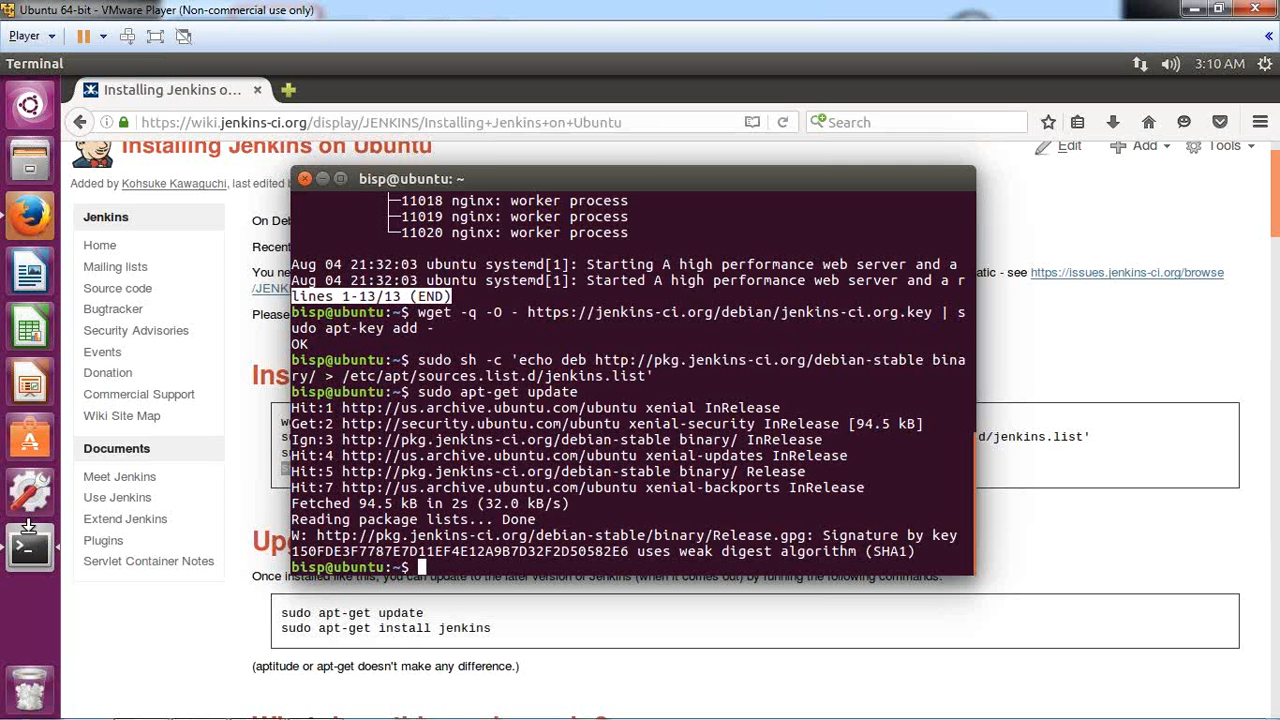 Ubuntu 64-bit - VMware Player (Non-commercial use only)
Player
Terminal
3:10 AM
Installing Jenkins o...
https://wiki.jenkins-ci.org/display/JENKINS/Installing+Jenkins+on+Ubuntu
Search
Installing Jenkins on Ubuntu
Edit
Add
Tools
Added by Kohsuke Kawaguchi, last edited
Jenkins
Home
Mailing lists
Source code
Bugtracker
Security Advisories
Events
Donation
Commercial Support
Wiki Site Map
Documents
Meet Jenkins
Use Jenkins
Extend Jenkins
Plugins
Servlet Container Notes
On
Recen
You ne
/JENK
Pleas
Ins
matic - see https://issues.jenkins-ci.org/browse
d/jenkins.list'
bisp@ubuntu: ~
├─11018 nginx: worker process
├─11019 nginx: worker process
└─11020 nginx: worker process
Aug 04 21:32:03 ubuntu systemd[1]: Starting A high performance web server and a
Aug 04 21:32:03 ubuntu systemd[1]: Started A high performance web server and a r
lines 1-13/13 (END)
bisp@ubuntu:~$ wget -q -O - https://jenkins-ci.org/debian/jenkins-ci.org.key | s
udo apt-key add -
OK
bisp@ubuntu:~$ sudo sh -c 'echo deb http://pkg.jenkins-ci.org/debian-stable bina
ry/ > /etc/apt/sources.list.d/jenkins.list'
bisp@ubuntu:~$ sudo apt-get update
Hit:1 http://us.archive.ubuntu.com/ubuntu xenial InRelease
Get:2 http://security.ubuntu.com/ubuntu xenial-security InRelease [94.5 kB]
Ign:3 http://pkg.jenkins-ci.org/debian-stable binary/ InRelease
Hit:4 http://us.archive.ubuntu.com/ubuntu xenial-updates InRelease
Hit:5 http://pkg.jenkins-ci.org/debian-stable binary/ Release
Hit:7 http://us.archive.ubuntu.com/ubuntu xenial-backports InRelease
Fetched 94.5 kB in 2s (32.0 kB/s)
Reading package lists... Done
W: http://pkg.jenkins-ci.org/debian-stable/binary/Release.gpg: Signature by key
150FDE3F7787E7D11EF4E12A9B7D32F2D50582E6 uses weak digest algorithm (SHA1)
bisp@ubuntu:~$
Once installed like this, you can update to the later version of Jenkins (when it comes out) by running the following commands:
sudo apt-get update
sudo apt-get install jenkins
(aptitude or apt-get doesn't make any difference.)